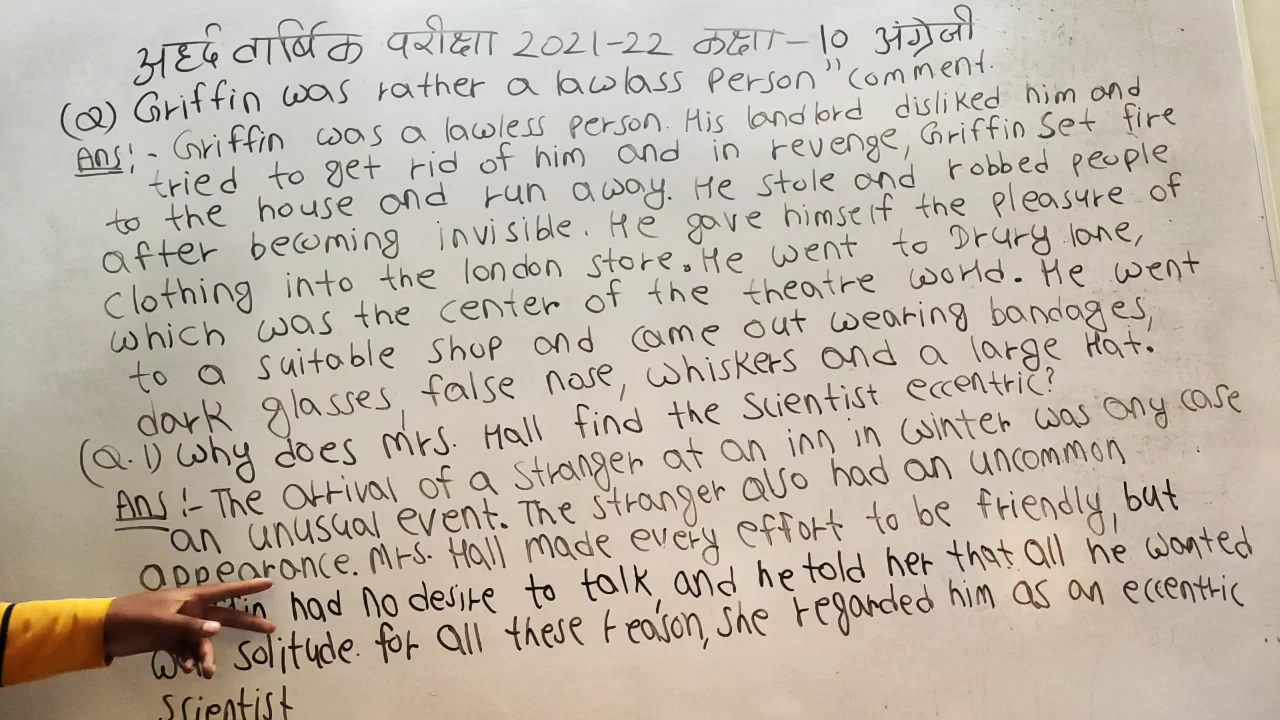 अर्ध्द वार्षिक परीक्षा 2021-22 कक्षा-10 अंग्रेजी
(Q) Griffin was rather a lawlass person" comment.
Ans:- Griffin was a lawless person. His landlord disliked him and
tried to get rid of him and in revenge, Griffin set fire
to the house and run away. He stole and robbed people
after becoming invisible. He gave himself the pleasure of
clothing into the london store. He went to Drury lane,
which was the center of the theatre world. He went
to a suitable shop and came out wearing bandages,
dark glasses, false nose, whiskers and a large Hat.
(Q.1) Why does Mrs. Hall find the scientist eccentric?
Ans:- The arrival of a stranger at an inn in winter was any case
an unusual event. The stranger also had an uncommon
appearance. Mrs. Hall made every effort to be friendly, but
had no desire to talk, and he told her that all he wanted
solitude. for all these reason, she regarded him as an eccentric
scientist